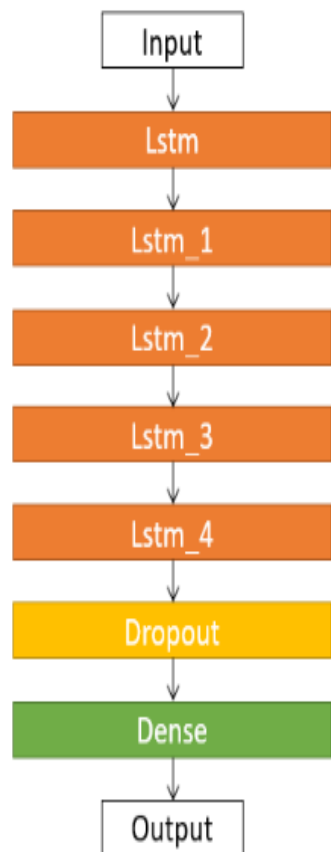 Input
Lstm
Lstm_1
Lstm_2
Lstm_3
Lstm_4
Dropout
Dense
Output